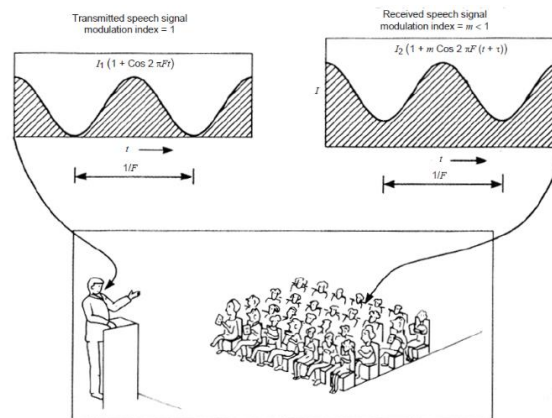 Transmitted speech signal
modulation index = 1
I₁ (1 + Cos 2 πFt)
t
1/F
Received speech signal
modulation index = m < 1
I₂ (1 + m Cos 2 πF (t + τ))
I
t
1/F